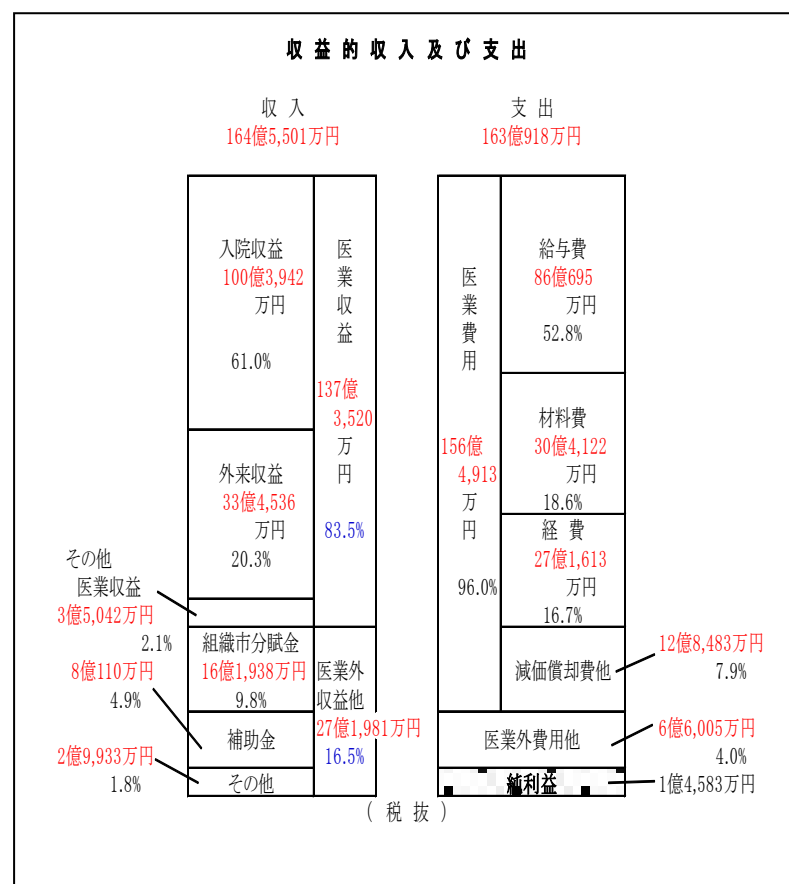 収益的収入及び支出
収入
164億5,501万円
支出
163億918万円
入院収益
100億3,942
万円
61.0%
外来収益
33億4,536
万円
20.3%
その他
医業収益
3億5,042万円
2.1%
医業収益
137億
3,520
万円
83.5%
組織市分賦金
16億1,938万円
9.8%
8億110万円
4.9%
補助金
2億9,933万円
1.8%
その他
医業外
収益他
27億1,981万円
16.5%
医業費用
156億
4,913
万円
96.0%
給与費
86億695
万円
52.8%
材料費
30億4,122
万円
18.6%
経費
27億1,613
万円
16.7%
減価償却費他
12億8,483万円
7.9%
医業外費用他
6億6,005万円
4.0%
純利益
1億4,583万円
(税抜)